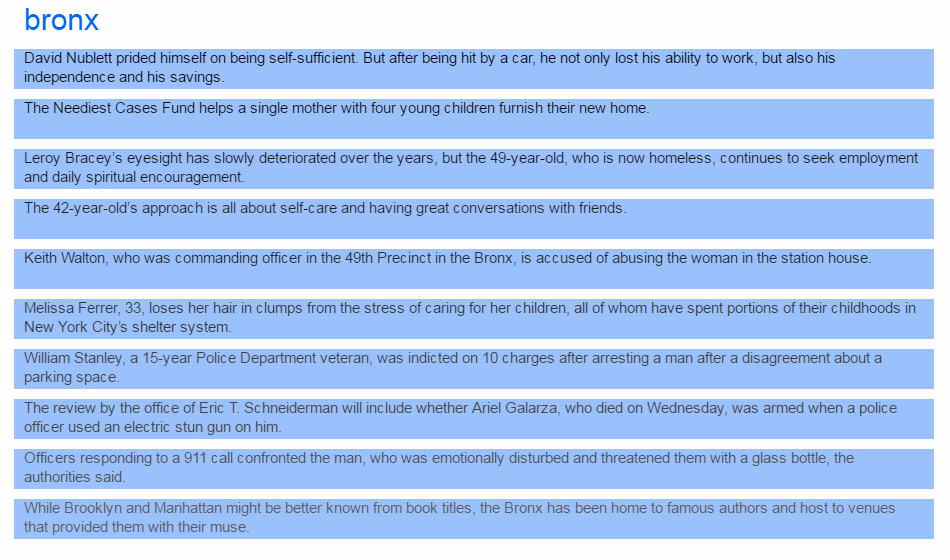 bronx
David Nublett prided himself on being self-sufficient. But after being hit by a car, he not only lost his ability to work, but also his
independence and his savings.
The Neediest Cases Fund helps a single mother with four young children furnish their new home.
Leroy Bracey’s eyesight has slowly deteriorated over the years, but the 49-year-old, who is now homeless, continues to seek employment
and daily spiritual encouragement.
The 42-year-old’s approach is all about self-care and having great conversations with friends.
Keith Walton, who was commanding officer in the 49th Precinct in the Bronx, is accused of abusing the woman in the station house.
Melissa Ferrer, 33, loses her hair in clumps from the stress of caring for her children, all of whom have spent portions of their childhoods in
New York City’s shelter system.
William Stanley, a 15-year Police Department veteran, was indicted on 10 charges after arresting a man after a disagreement about a
parking space.
The review by the office of Eric T. Schneiderman will include whether Ariel Galarza, who died on Wednesday, was armed when a police
officer used an electric stun gun on him.
Officers responding to a 911 call confronted the man, who was emotionally disturbed and threatened them with a glass bottle, the
authorities said.
While Brooklyn and Manhattan might be better known from book titles, the Bronx has been home to famous authors and host to venues
that provided them with their muse.